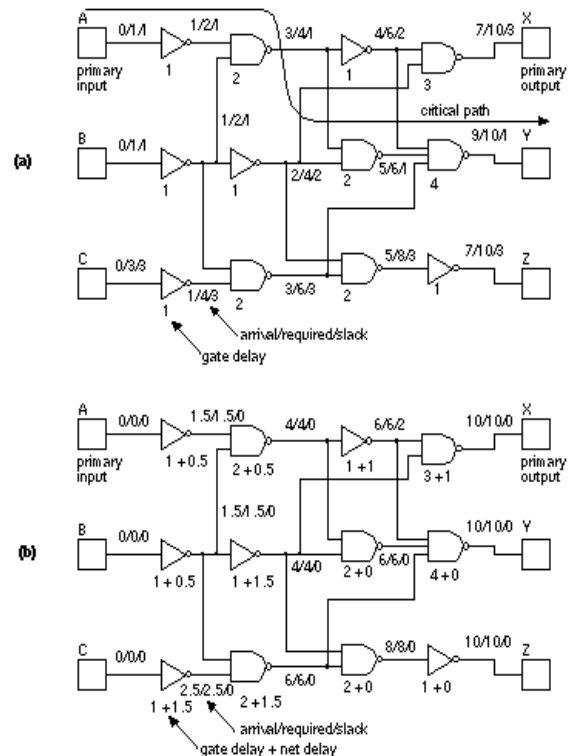 A
X
0/1/1
1/2/1
3/4/1
4/6/2
7/10/3
primary
input
1
2
1
3
primary
output
critical path
1/2/1
(a)
B
Y
0/1/1
2/4/2
5/6/1
9/10/1
1
1
2
4
C
Z
0/3/3
1/4/3
3/6/3
5/8/3
7/10/3
1
2
2
1
arrival/required/slack
gate delay
A
X
0/0/0
1.5/1.5/0
4/4/0
6/6/2
10/10/0
primary
input
1 + 0.5
2 + 0.5
1 + 1
3 + 1
primary
output
1.5/1.5/0
(b)
B
Y
0/0/0
4/4/0
6/6/0
10/10/0
1 + 0.5
1 + 1.5
2 + 0
4 + 0
C
Z
0/0/0
2.5/2.5/0
6/6/0
8/8/0
10/10/0
1 + 1.5
2 + 1.5
2 + 0
1 + 0
arrival/required/slack
gate delay + net delay